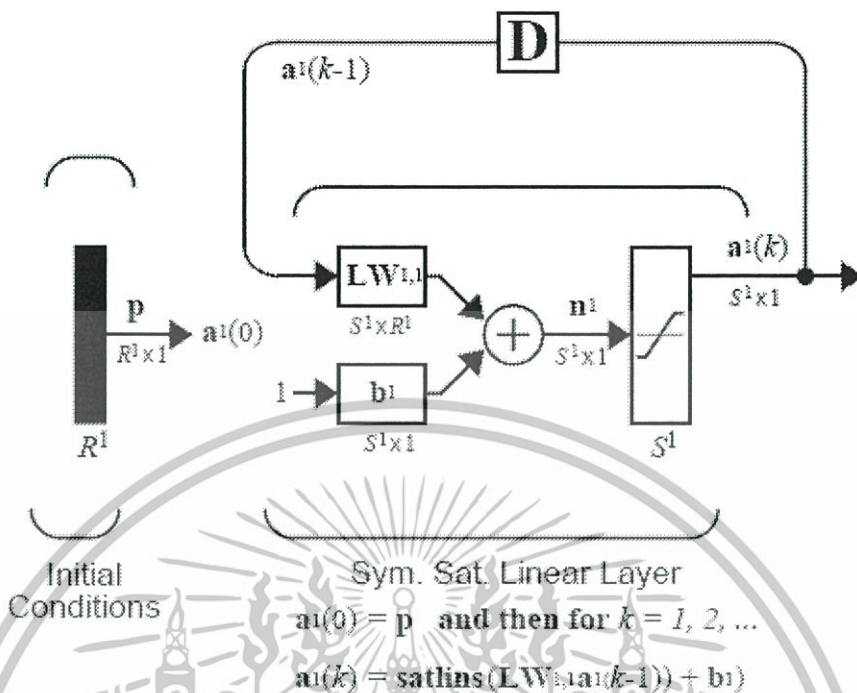 D
a¹(k-1)
a¹(k)
S¹x1
LW1,1
S¹xR¹
n¹
S¹x1
p
R¹x1
a¹(0)
1
b¹
S¹x1
R¹
S¹
Initial
Conditions
Sym. Sat. Linear Layer
a¹(0) = p and then for k = 1, 2, ...
a¹(k) = satlins(LW1,1a¹(k-1)) + b¹)